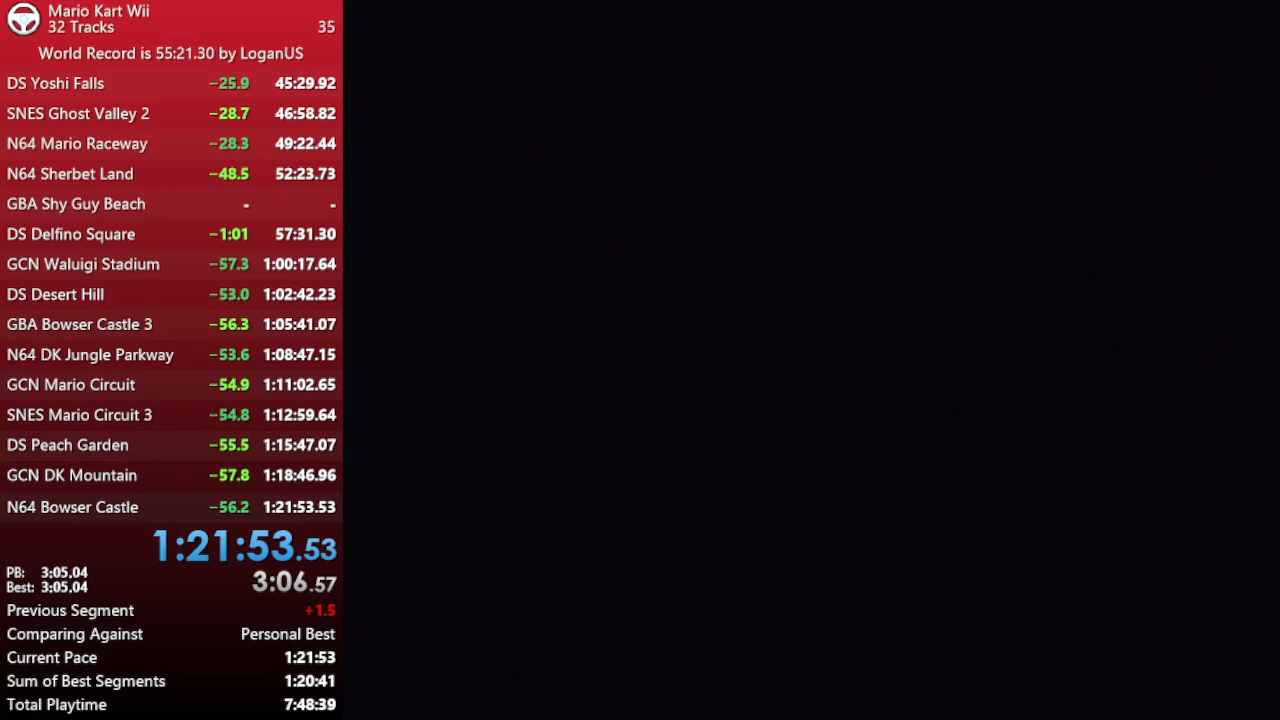 Mario Kart Wii
32 Tracks 35
World Record is 55:21.30 by LoganUS
DS Yoshi Falls −25.9 45:29.92
SNES Ghost Valley 2 −28.7 46:58.82
N64 Mario Raceway −28.3 49:22.44
N64 Sherbet Land −48.5 52:23.73
GBA Shy Guy Beach - -
DS Delfino Square −1:01 57:31.30
GCN Waluigi Stadium −57.3 1:00:17.64
DS Desert Hill −53.0 1:02:42.23
GBA Bowser Castle 3 −56.3 1:05:41.07
N64 DK Jungle Parkway −53.6 1:08:47.15
GCN Mario Circuit −54.9 1:11:02.65
SNES Mario Circuit 3 −54.8 1:12:59.64
DS Peach Garden −55.5 1:15:47.07
GCN DK Mountain −57.8 1:18:46.96
N64 Bowser Castle −56.2 1:21:53.53
1:21:53.53
PB: 3:05.04
Best: 3:05.04 3:06.57
Previous Segment +1.5
Comparing Against Personal Best
Current Pace 1:21:53
Sum of Best Segments 1:20:41
Total Playtime 7:48:39